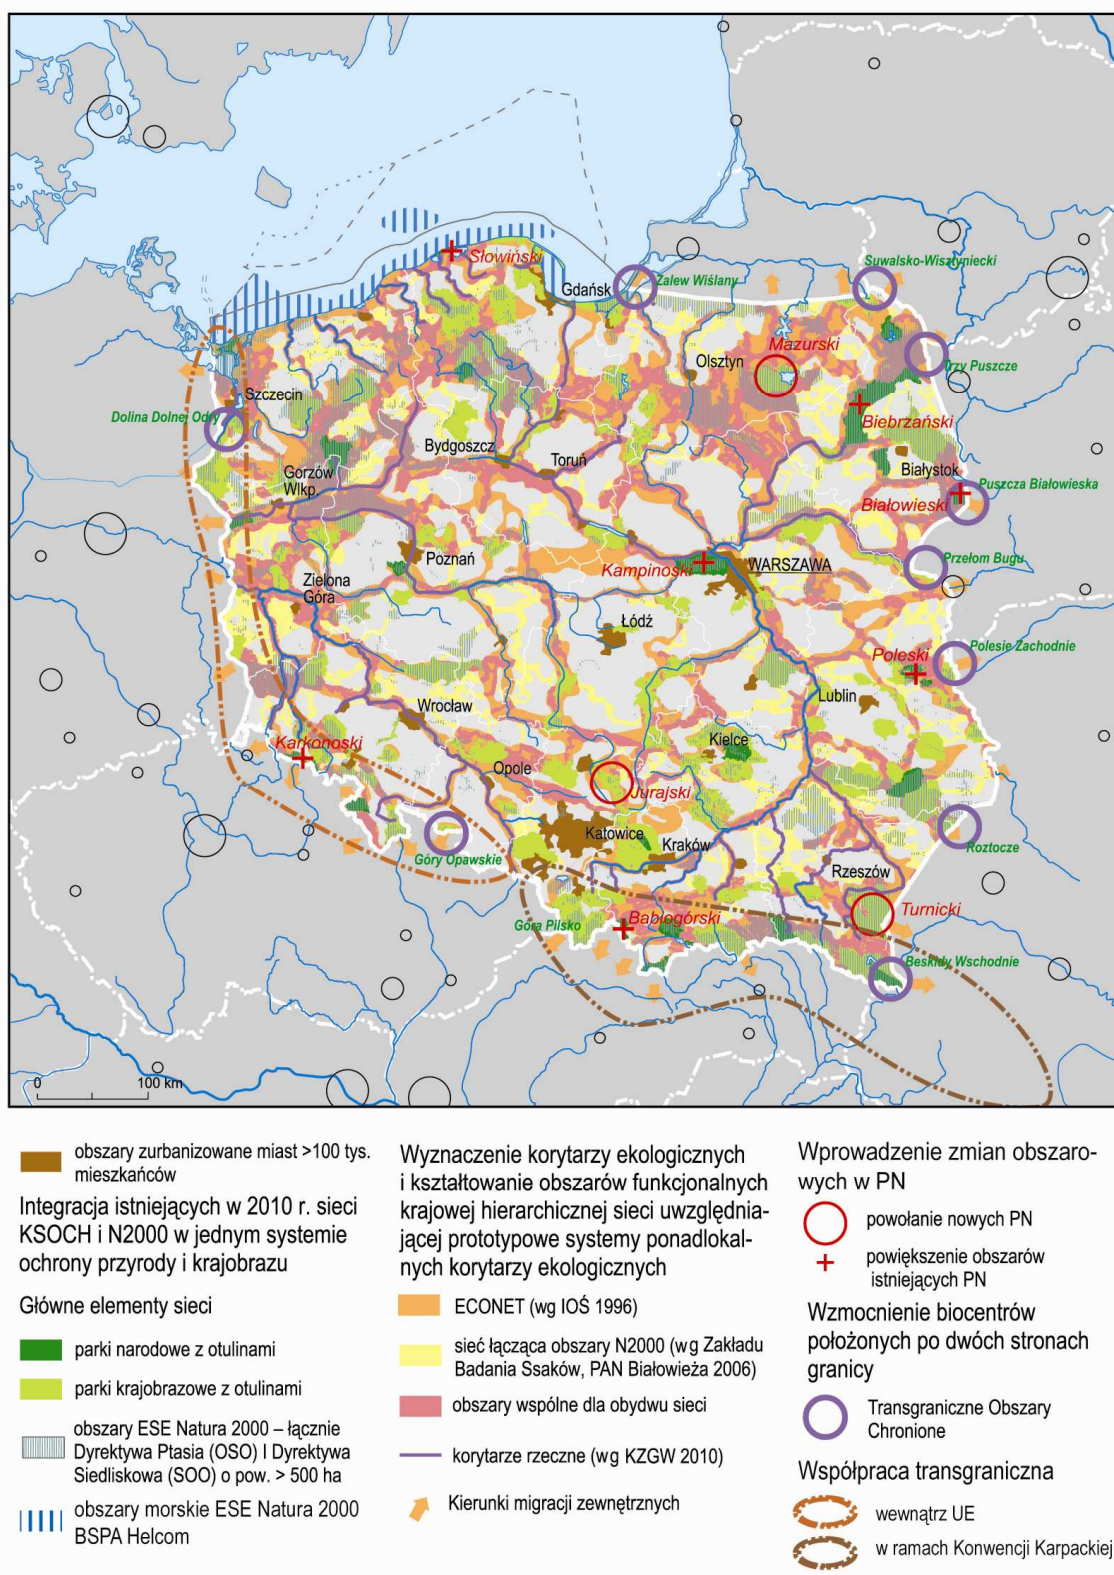 Słowiński
Gdańsk
Zalew Wiślany
Suwalsko-Wisztyniecki
Mazurski
Olsztyn
Trzy Puszcze
Szczecin
Dolina Dolnej Odry
Biebrzański
Bydgoszcz
Toruń
Białystok
Gorzów
Wlkp.
Puszcza Białowieska
Białowieski
Poznań
Kampinoski
WARSZAWA
Przełom Bugu
Zielona
Góra
Łódź
Poleski
Polesie Zachodnie
Lublin
Wrocław
Karkonoski
Kielce
Opole
Jurajski
Katowice
Kraków
Roztocze
Góry Opawskie
Rzeszów
Turnicki
Góra Pilsko
Babiogórski
Beskidy Wschodnie
0 100 km
obszary zurbanizowane miast >100 tys.
mieszkańców
Integracja istniejących w 2010 r. sieci
KSOCH i N2000 w jednym systemie
ochrony przyrody i krajobrazu
Główne elementy sieci
parki narodowe z otulinami
parki krajobrazowe z otulinami
obszary ESE Natura 2000 – łącznie
Dyrektywa Ptasia (OSO) I Dyrektywa
Siedliskowa (SOO) o pow. > 500 ha
obszary morskie ESE Natura 2000
BSPA Helcom
Wyznaczenie korytarzy ekologicznych
i kształtowanie obszarów funkcjonalnych
krajowej hierarchicznej sieci uwzględnia-
jącej prototypowe systemy ponadlokal-
nych korytarzy ekologicznych
ECONET (wg IOŚ 1996)
sieć łącząca obszary N2000 (wg Zakładu
Badania Ssaków, PAN Białowieża 2006)
obszary wspólne dla obydwu sieci
korytarze rzeczne (wg KZGW 2010)
Kierunki migracji zewnętrznych
Wprowadzenie zmian obszaro-
wych w PN
powołanie nowych PN
powiększenie obszarów
istniejących PN
Wzmocnienie biocentrów
położonych po dwóch stronach
granicy
Transgraniczne Obszary
Chronione
Współpraca transgraniczna
wewnątrz UE
w ramach Konwencji Karpackiej